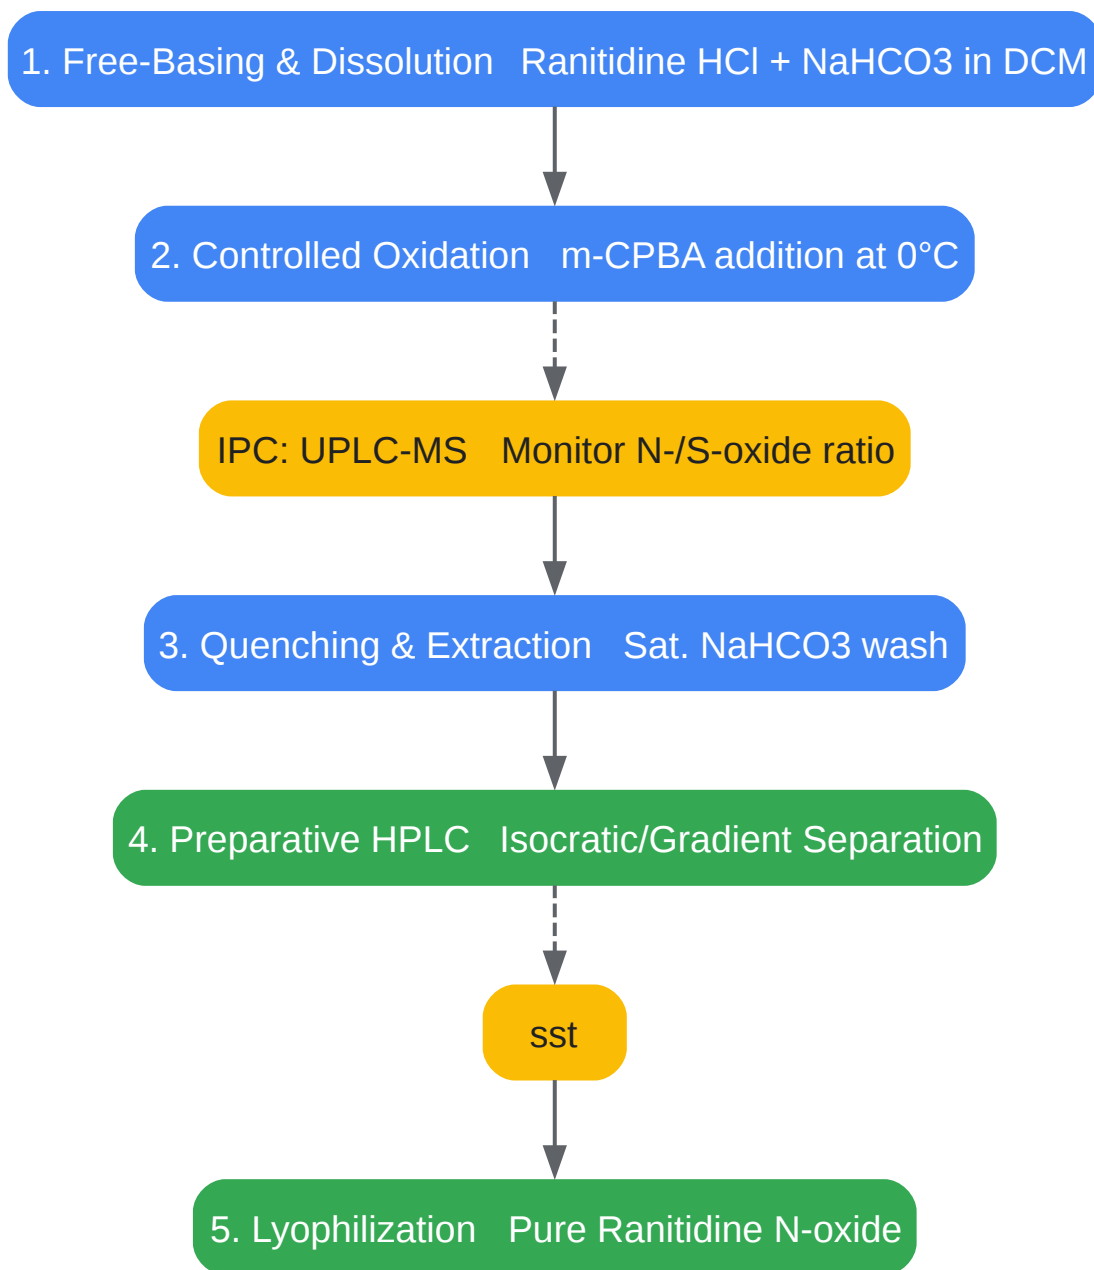 1. Free-Basing & Dissolution   Ranitidine HCl + NaHCO3 in DCM
2. Controlled Oxidation   m-CPBA addition at 0°C
IPC: UPLC-MS   Monitor N-/S-oxide ratio
3. Quenching & Extraction   Sat. NaHCO3 wash
4. Preparative HPLC   Isocratic/Gradient Separation
sst
5. Lyophilization   Pure Ranitidine N-oxide